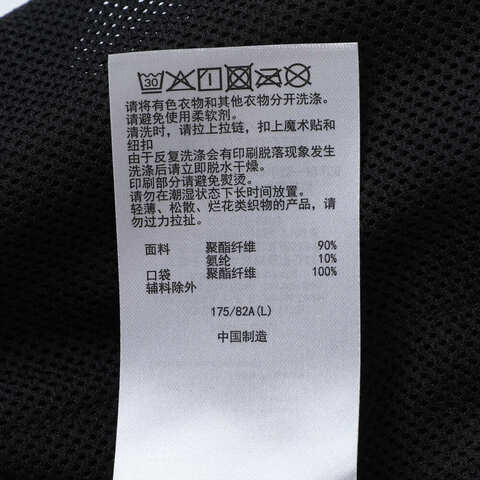 30
请将有色衣物和其他衣物分开洗涤。
请避免使用柔软剂。
清洗时，请拉上拉链，扣上魔术贴和
纽扣
由于反复洗涤会有印刷脱落现象发生
洗涤后请立即脱水干燥。
印刷部分请避免熨烫。
请勿在潮湿状态下长时间放置。
轻薄、松散、烂花类织物的产品，请
勿过力拉扯。
面料 聚酯纤维 90%
氨纶 10%
口袋 聚酯纤维 100%
辅料除外
175/82A(L)
中国制造